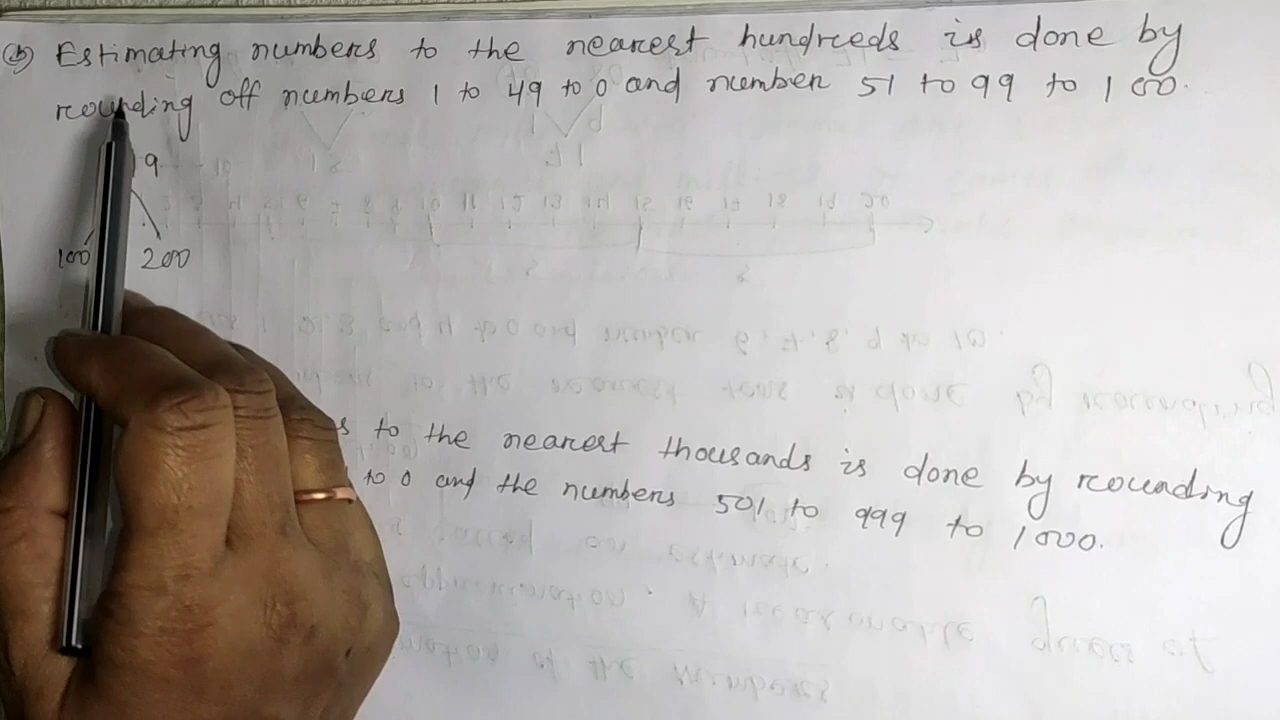 (b) Estimating numbers to the nearest hundreds is done by
rounding off numbers 1 to 49 to 0 and number 51 to 99 to 100.
9
100 200
to the nearest thousands is done by rounding
to 0 and the numbers 501 to 999 to 1000.